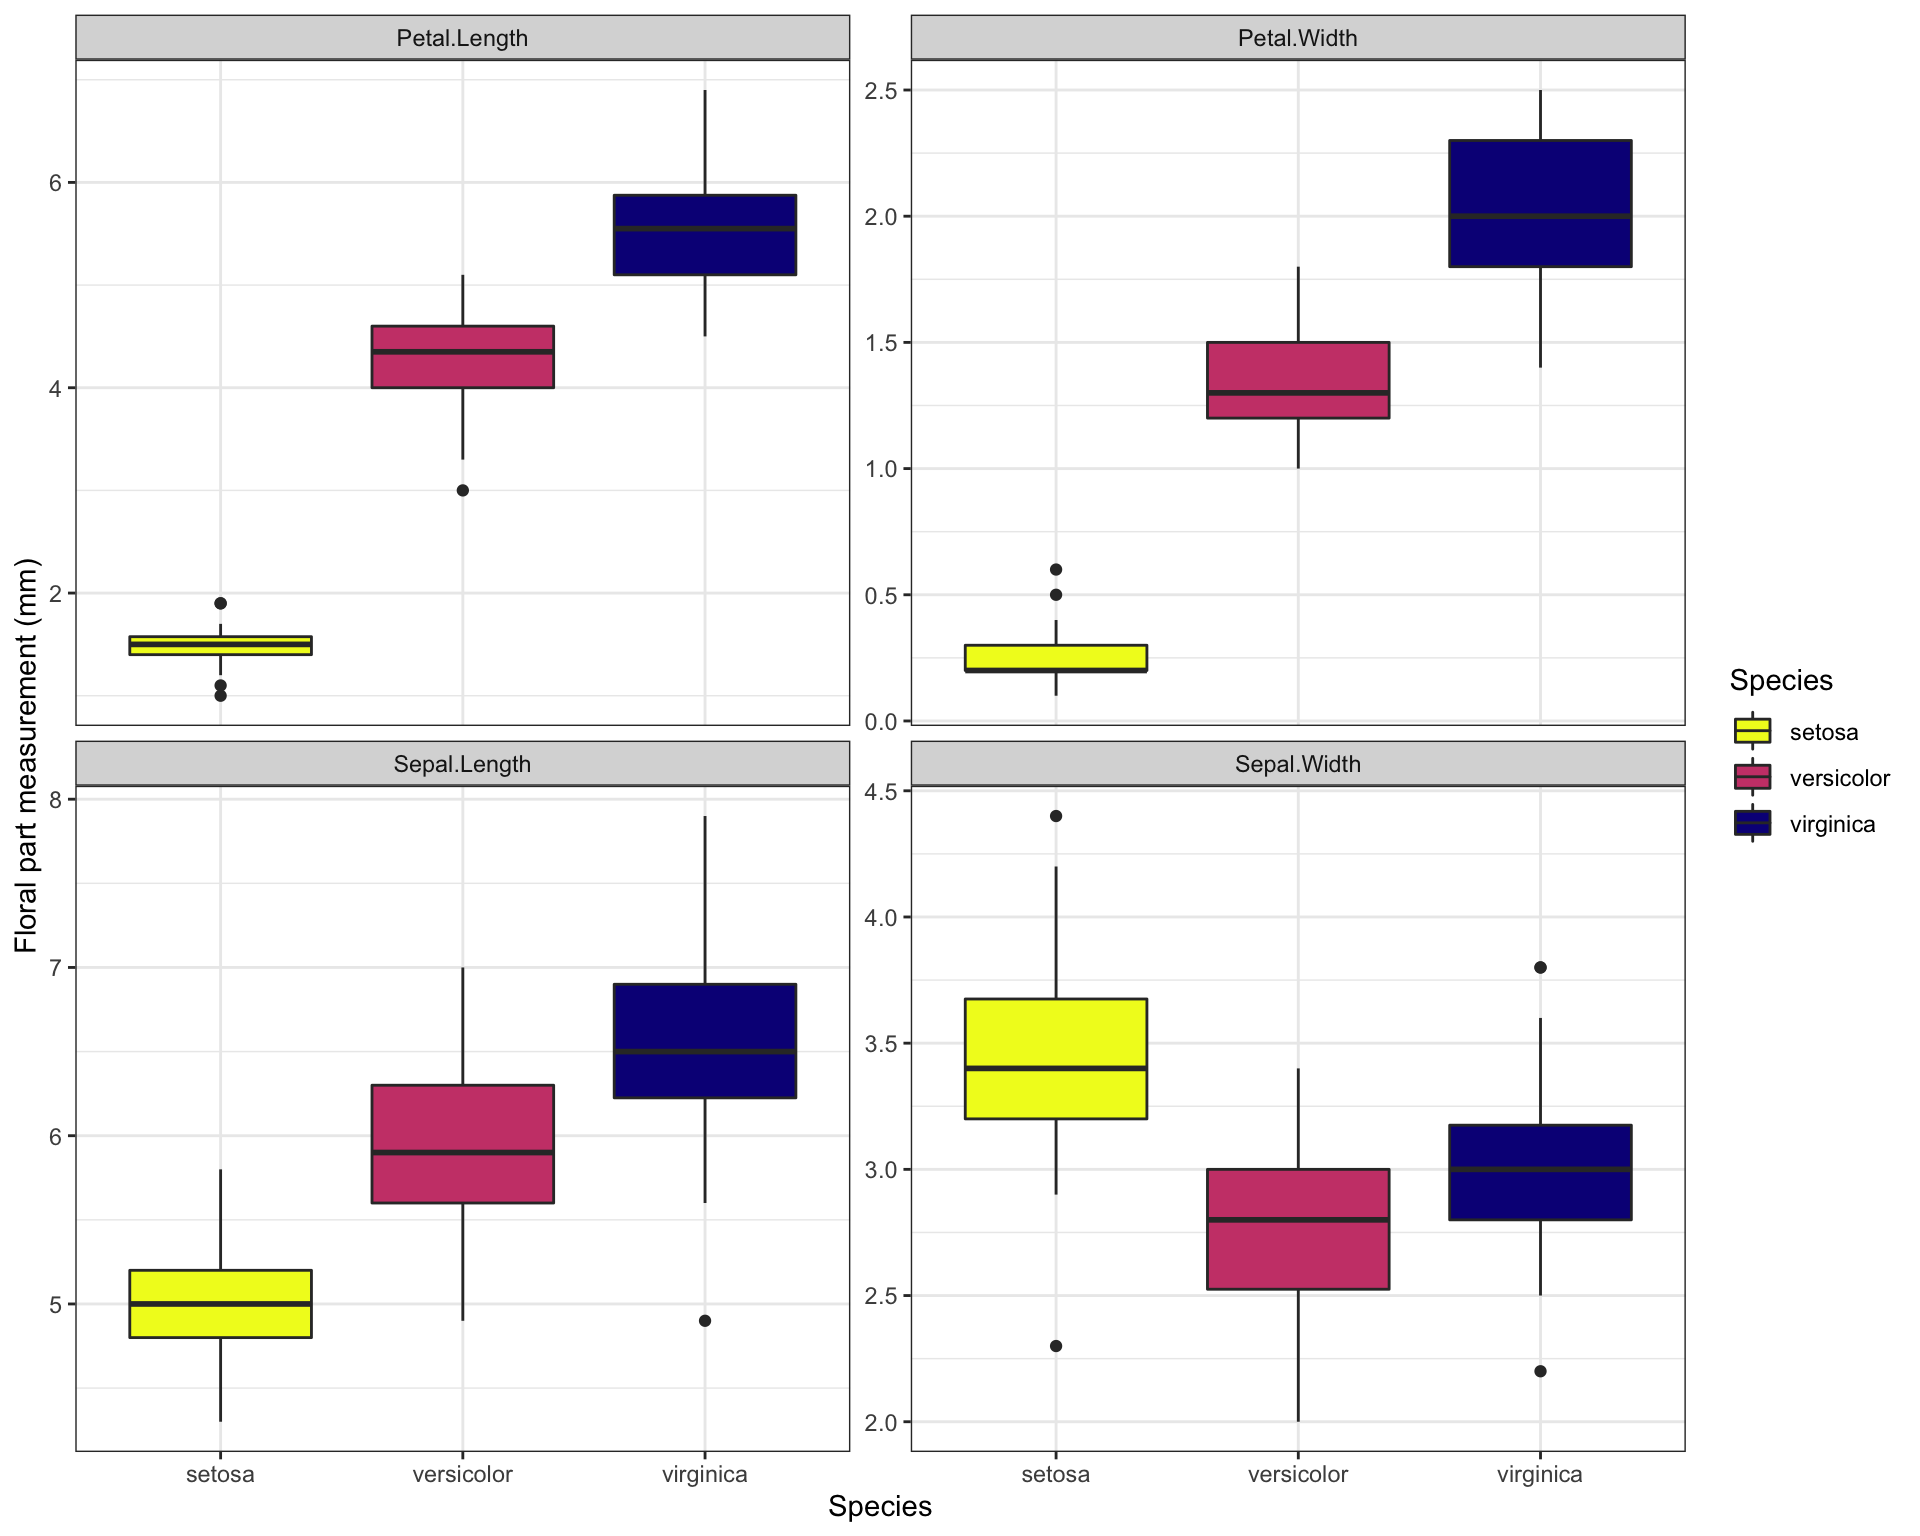 Petal.Length
Petal.Width
6
4
2
2.5
2.0
1.5
1.0
0.5
0.0
Sepal.Length
Sepal.Width
8
7
6
5
4.5
4.0
3.5
3.0
2.5
2.0
setosa
versicolor
virginica
setosa
versicolor
virginica
Species
Floral part measurement (mm)
Species
setosa
versicolor
virginica